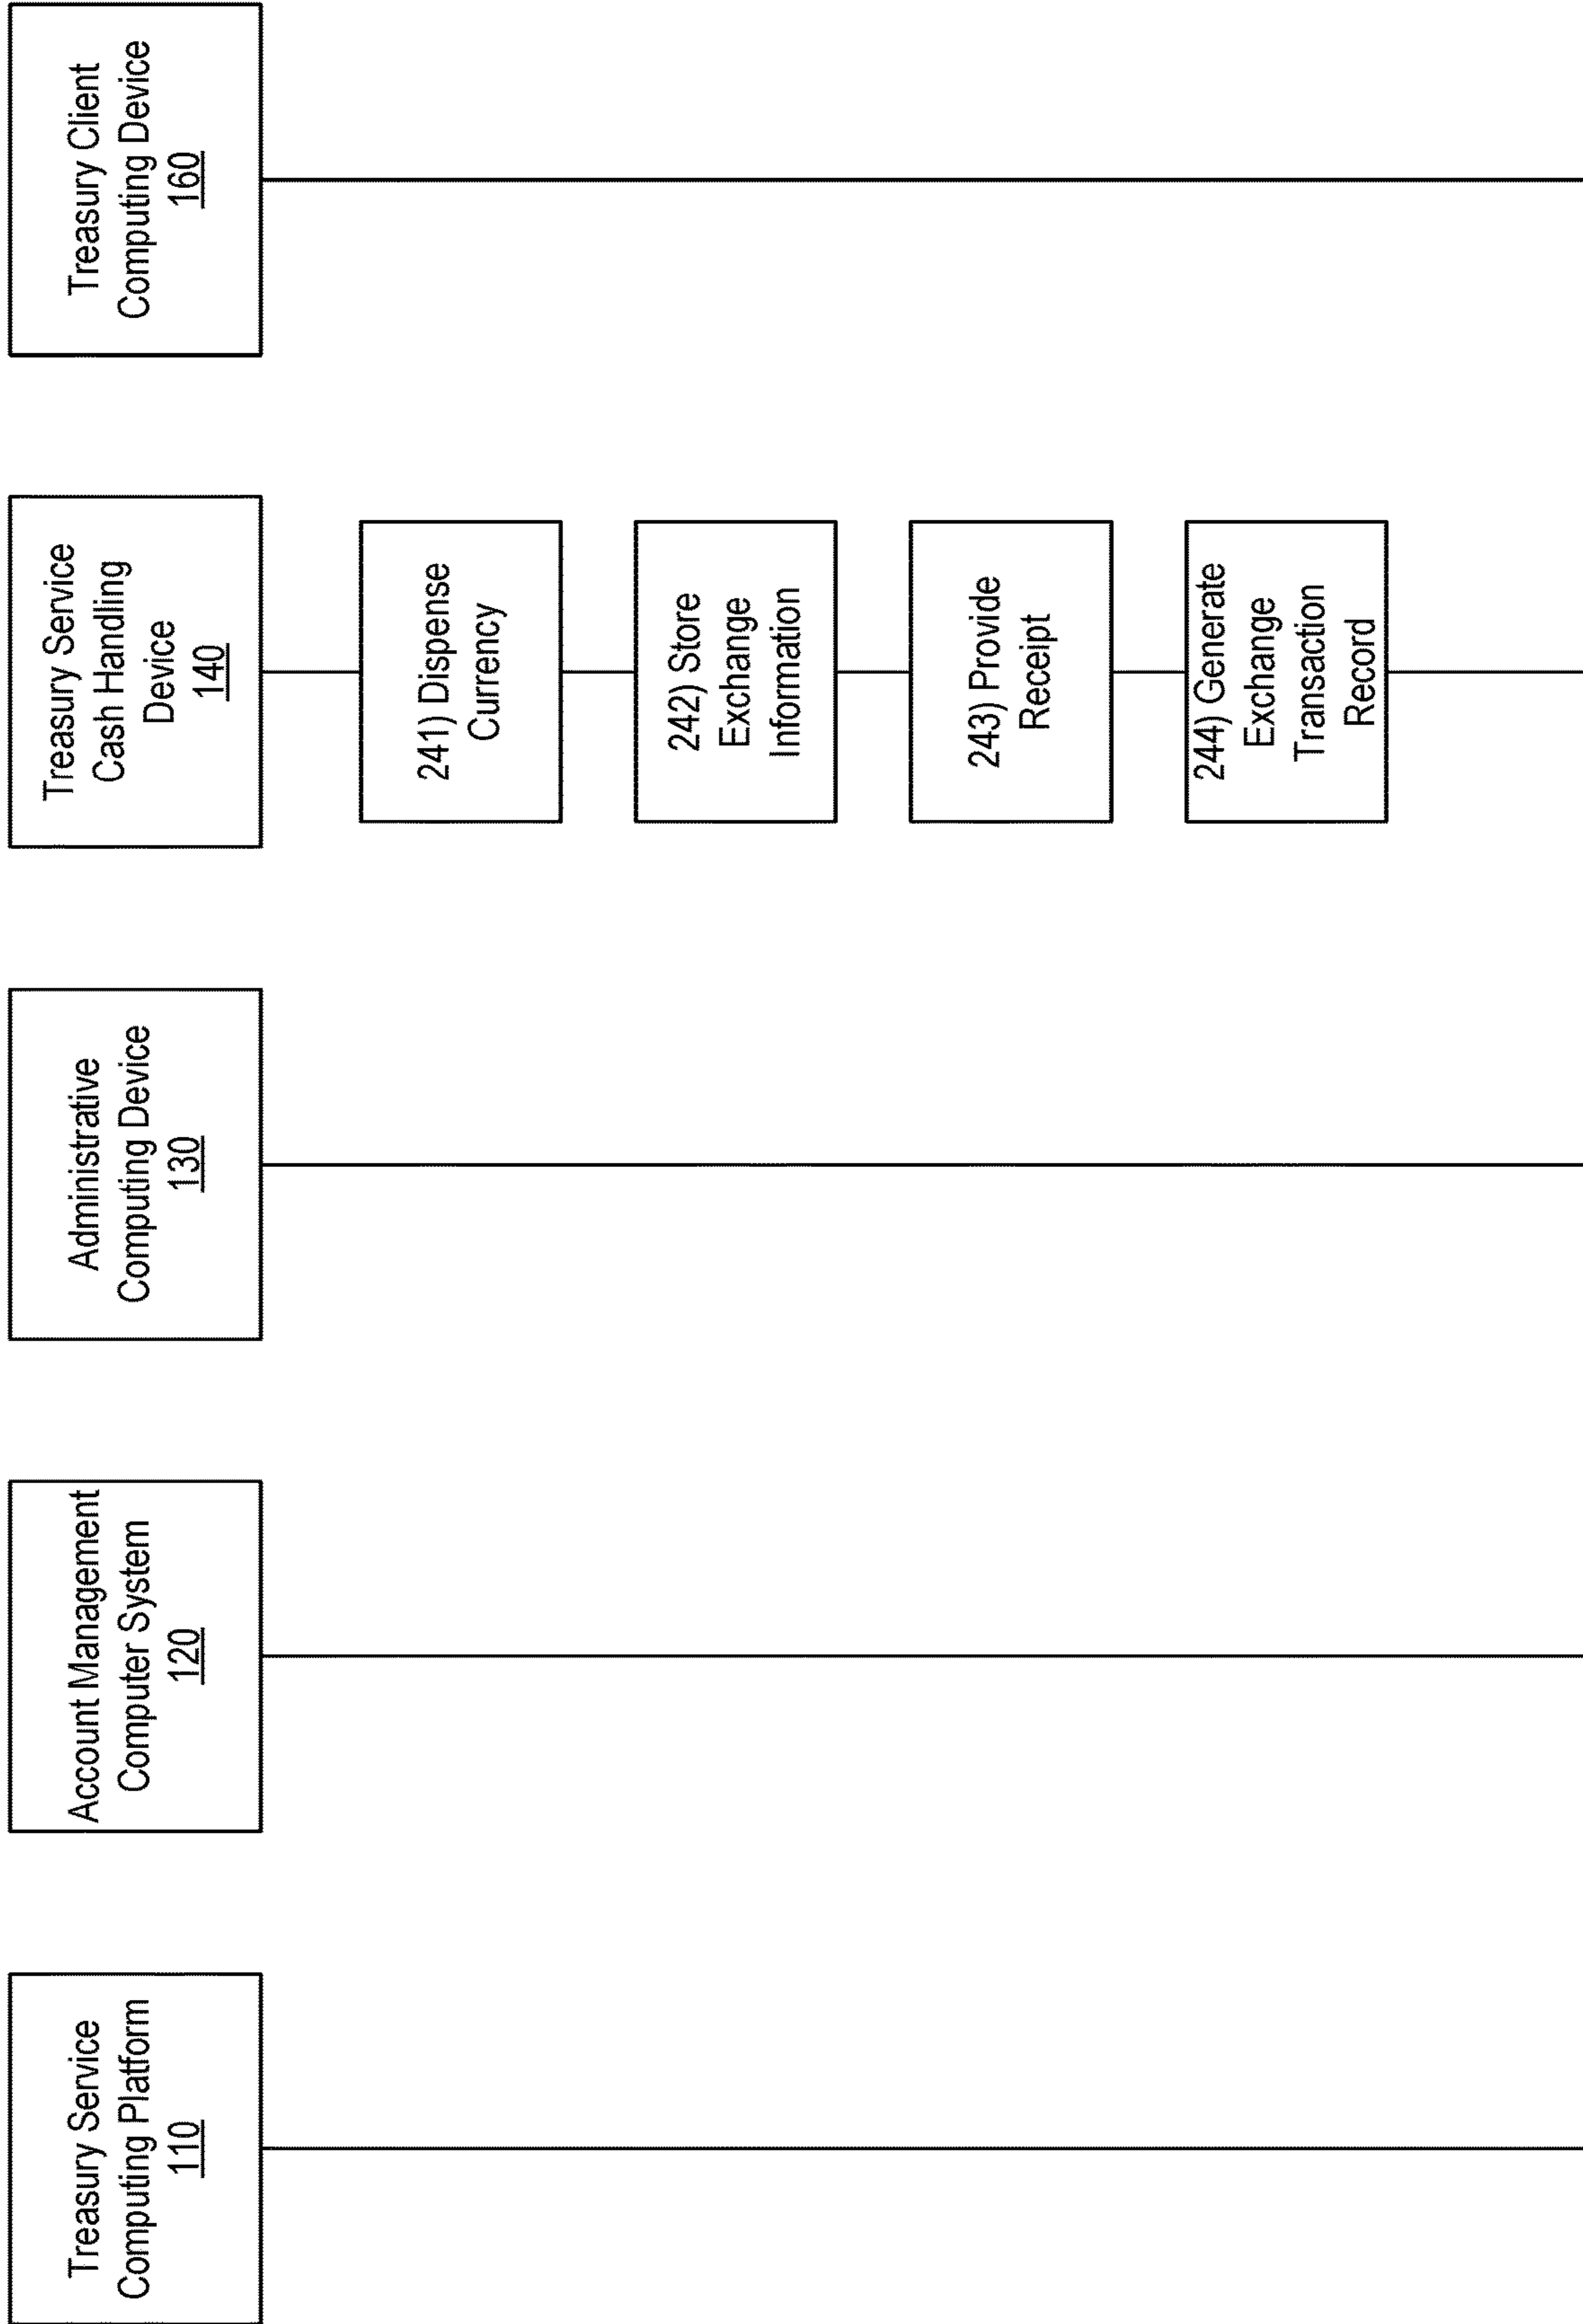 Treasury Service
Computing Platform
110
Account Management
Computer System
120
Administrative
Computing Device
130
Treasury Service
Cash Handling
Device
140
Treasury Client
Computing Device
160
241) Dispense
Currency
242) Store
Exchange
Information
243) Provide
Receipt
244) Generate
Exchange
Transaction
Record